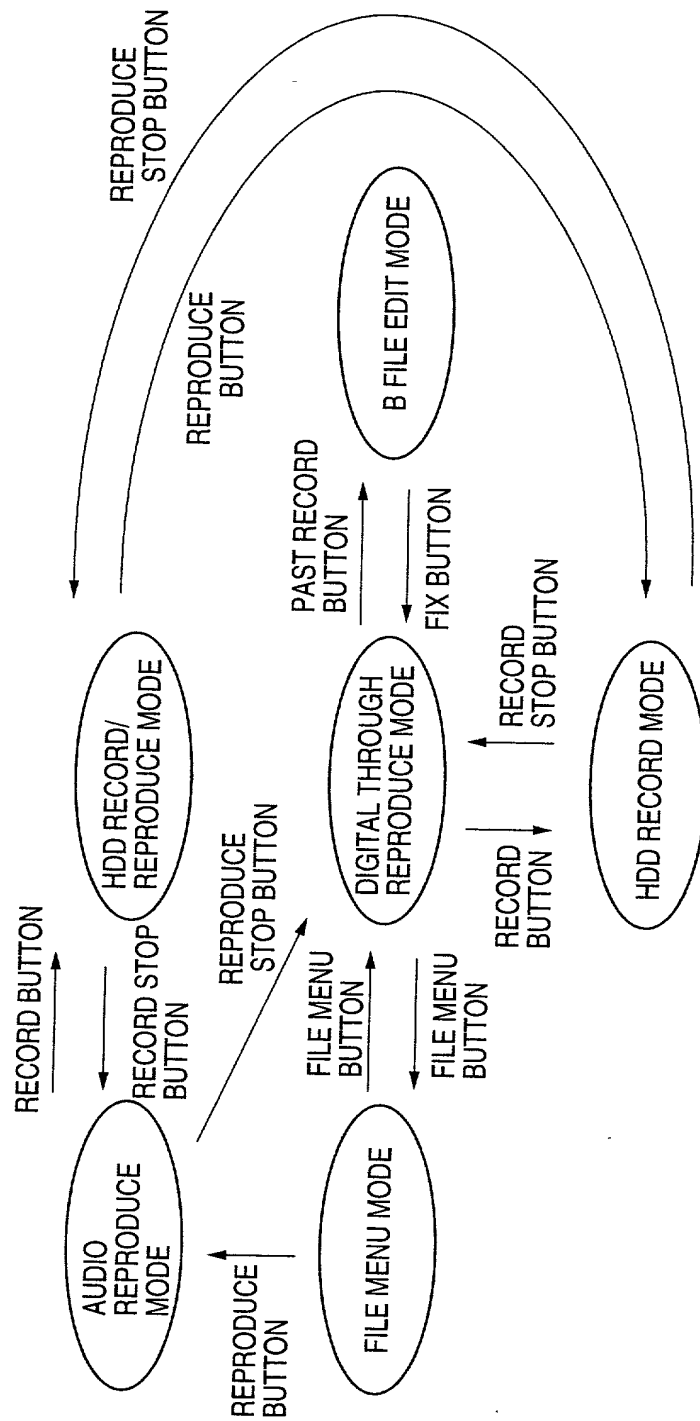 REPRODUCE
STOP BUTTON
REPRODUCE
BUTTON
RECORD BUTTON
HDD RECORD/
REPRODUCE MODE
RECORD STOP
BUTTON
AUDIO
REPRODUCE
MODE
REPRODUCE
STOP BUTTON
REPRODUCE
BUTTON
PAST RECORD
BUTTON
B FILE EDIT MODE
FIX BUTTON
FILE MENU
BUTTON
DIGITAL THROUGH
REPRODUCE MODE
FILE MENU MODE
FILE MENU
BUTTON
RECORD
BUTTON
RECORD
STOP BUTTON
HDD RECORD MODE